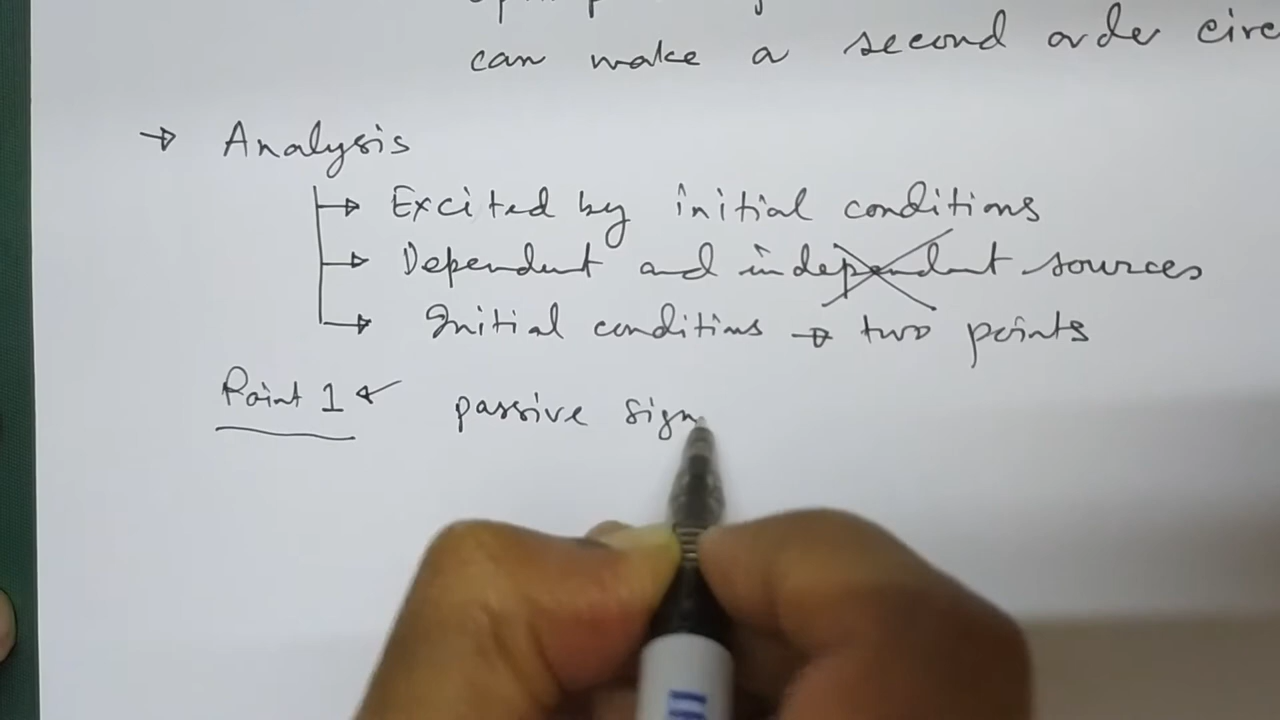 can make a second order circ
→ Analysis
→ Excited by initial conditions
→ Dependent and independent sources
→ Initial conditions → two points
Point 1 passive sign